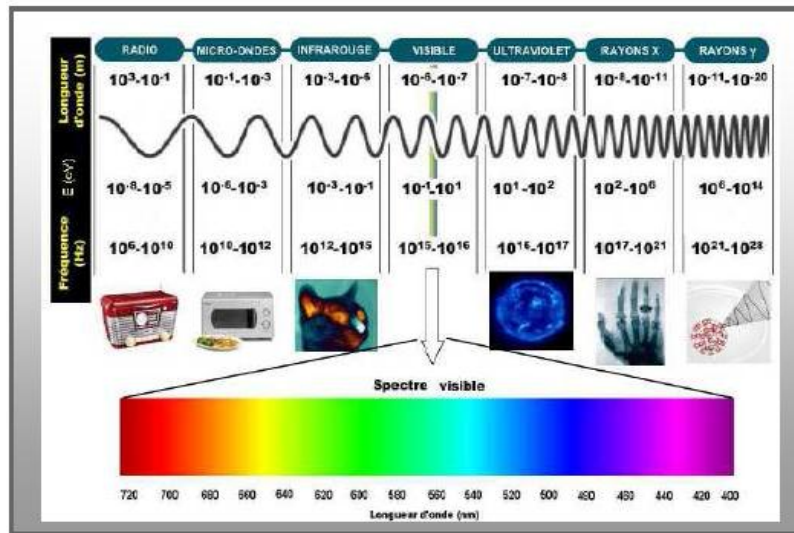 RADIO MICRO-ONDES INFRAROUGE VISIBLE ULTRAVIOLET RAYONS X RAYONS γ
Longueur d'onde (m) 10³-10⁻¹ 10⁻¹-10⁻³ 10⁻³-10⁻⁶ 10⁻⁶-10⁻⁷ 10⁻⁷-10⁻⁸ 10⁻⁸-10⁻¹¹ 10⁻¹¹-10⁻²⁰
E (eV) 10⁻⁸-10⁻⁵ 10⁻⁵-10⁻³ 10⁻³-10⁻¹ 10⁻¹-10¹ 10¹-10² 10²-10⁶ 10⁶-10¹⁴
Fréquence (Hz) 10⁶-10¹⁰ 10¹⁰-10¹² 10¹²-10¹⁵ 10¹⁵-10¹⁶ 10¹⁶-10¹⁷ 10¹⁷-10²¹ 10²¹-10²⁸
Spectre visible
720 700 680 660 640 620 600 580 560 540 520 500 480 460 440 420 400
Longueur d'onde (nm)